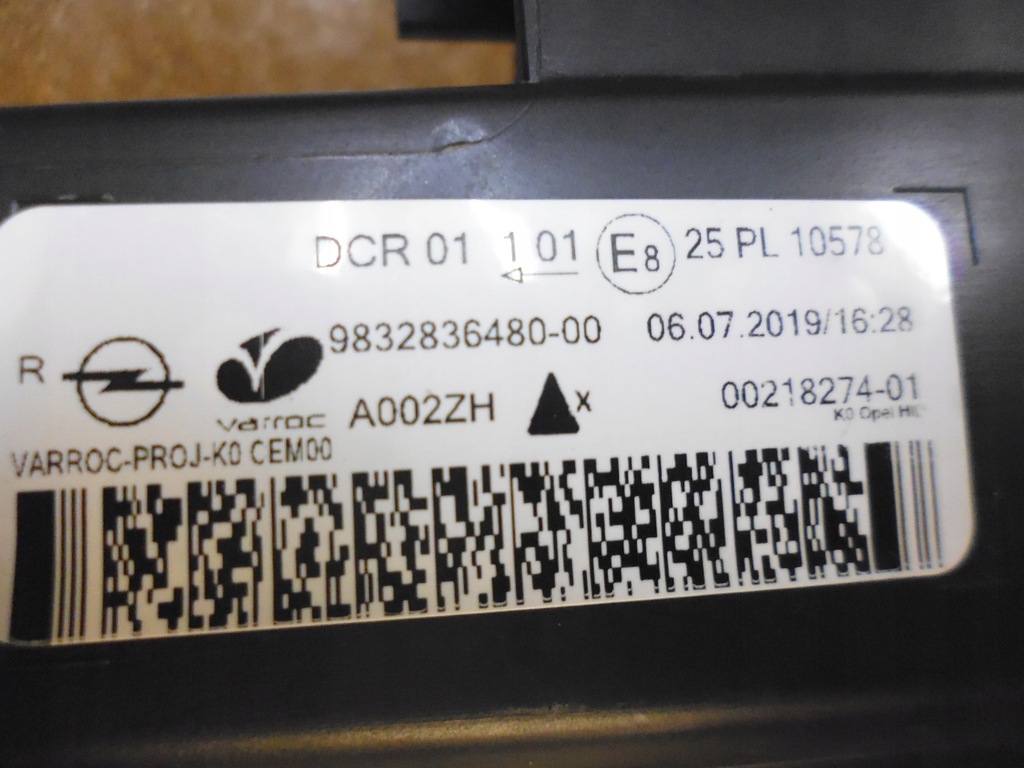 DCR 01 1 01 E8 25 PL 10578
9832836480-00 06.07.2019/16:28
R varroc A002ZH X 00218274-01
K0 Opel
VARROC-PROJ-K0 CEM00